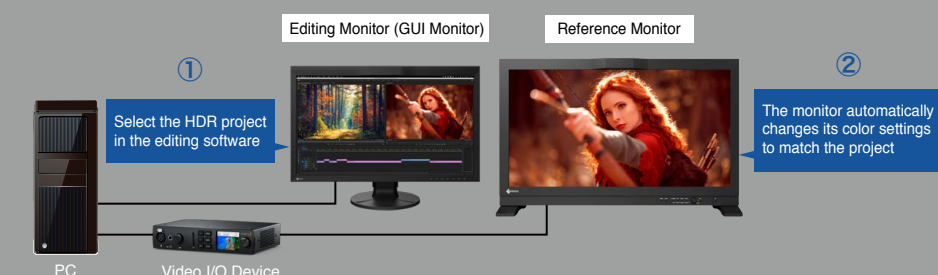 Editing Monitor (GUI Monitor)
Reference Monitor
①
Select the HDR project
in the editing software
②
The monitor automatically
changes its color settings
to match the project
PC
Video I/O Device